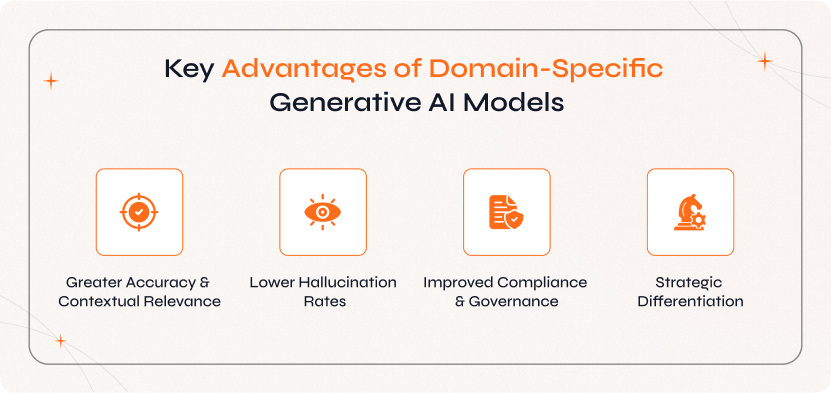 Key Advantages of Domain-Specific
Generative AI Models
Greater Accuracy &
Contextual Relevance
Lower Hallucination
Rates
Improved Compliance
& Governance
Strategic
Differentiation